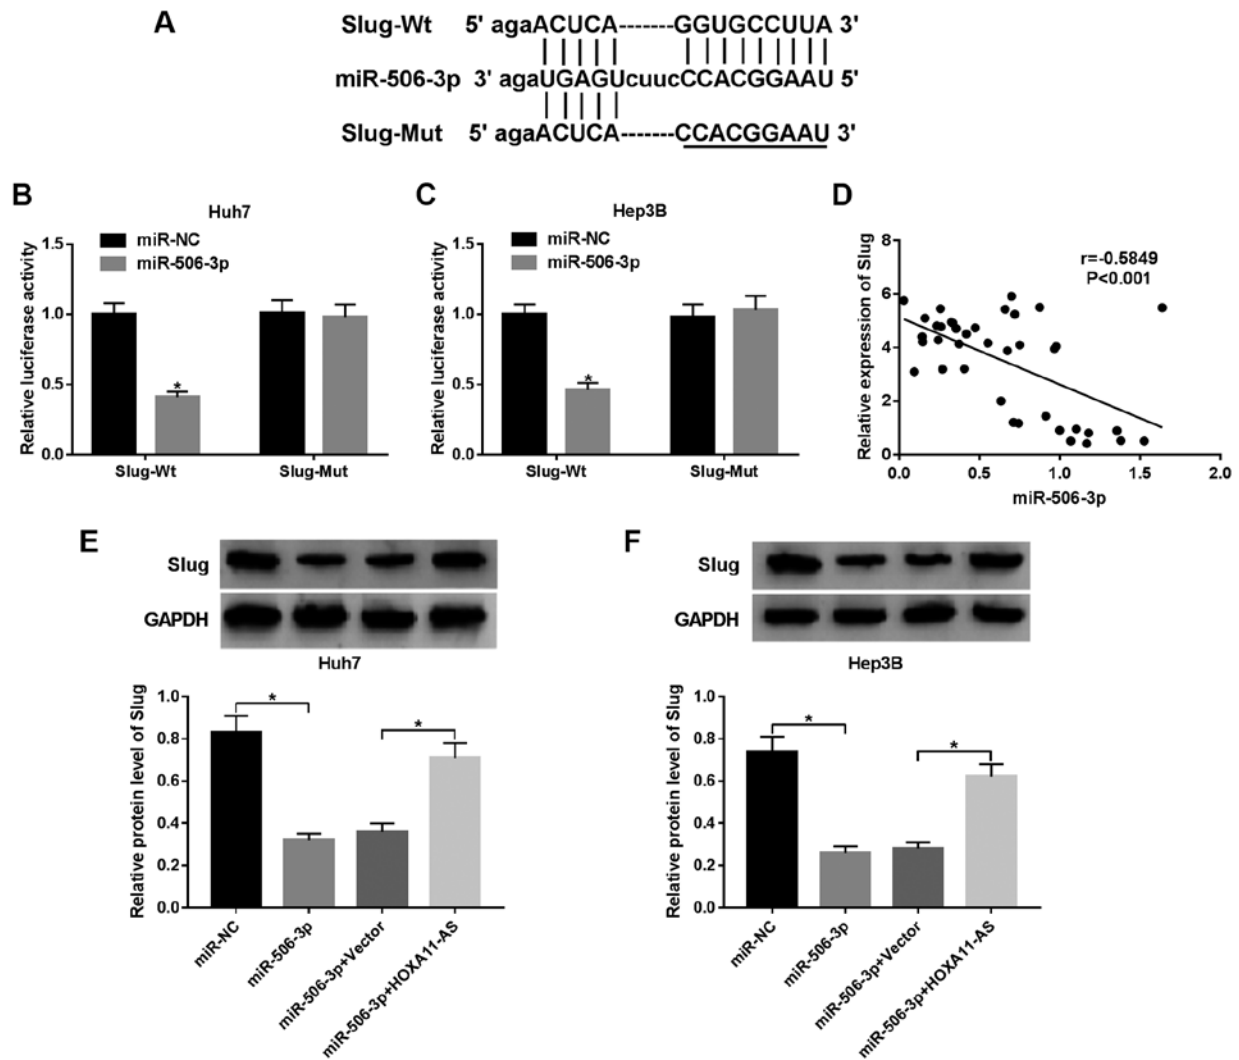 A
Slug-Wt 5' agaACUCA-------GGUGCCUUA 3'
miR-506-3p 3' agaUGAGUcuucCCACGGAAU 5'
Slug-Mut 5' agaACUCA-------CCACGGAAU 3'
B
Huh7
miR-NC
miR-506-3p
Relative luciferase activity
1.5
1.0
0.5
0.0
*
Slug-Wt Slug-Mut
C
Hep3B
miR-NC
miR-506-3p
Relative luciferase activity
1.5
1.0
0.5
0.0
*
Slug-Wt Slug-Mut
D
r=-0.5849
P<0.001
Relative expression of Slug
8
6
4
2
0
0.0 0.5 1.0 1.5 2.0
miR-506-3p
E
Slug
GAPDH
Huh7
Relative protein level of Slug
1.0
0.8
0.6
0.4
0.2
0.0
*
*
miR-NC
miR-506-3p
miR-506-3p+Vector
miR-506-3p+HOXA11-AS
F
Slug
GAPDH
Hep3B
Relative protein level of Slug
1.0
0.8
0.6
0.4
0.2
0.0
*
*
miR-NC
miR-506-3p
miR-506-3p+Vector
miR-506-3p+HOXA11-AS